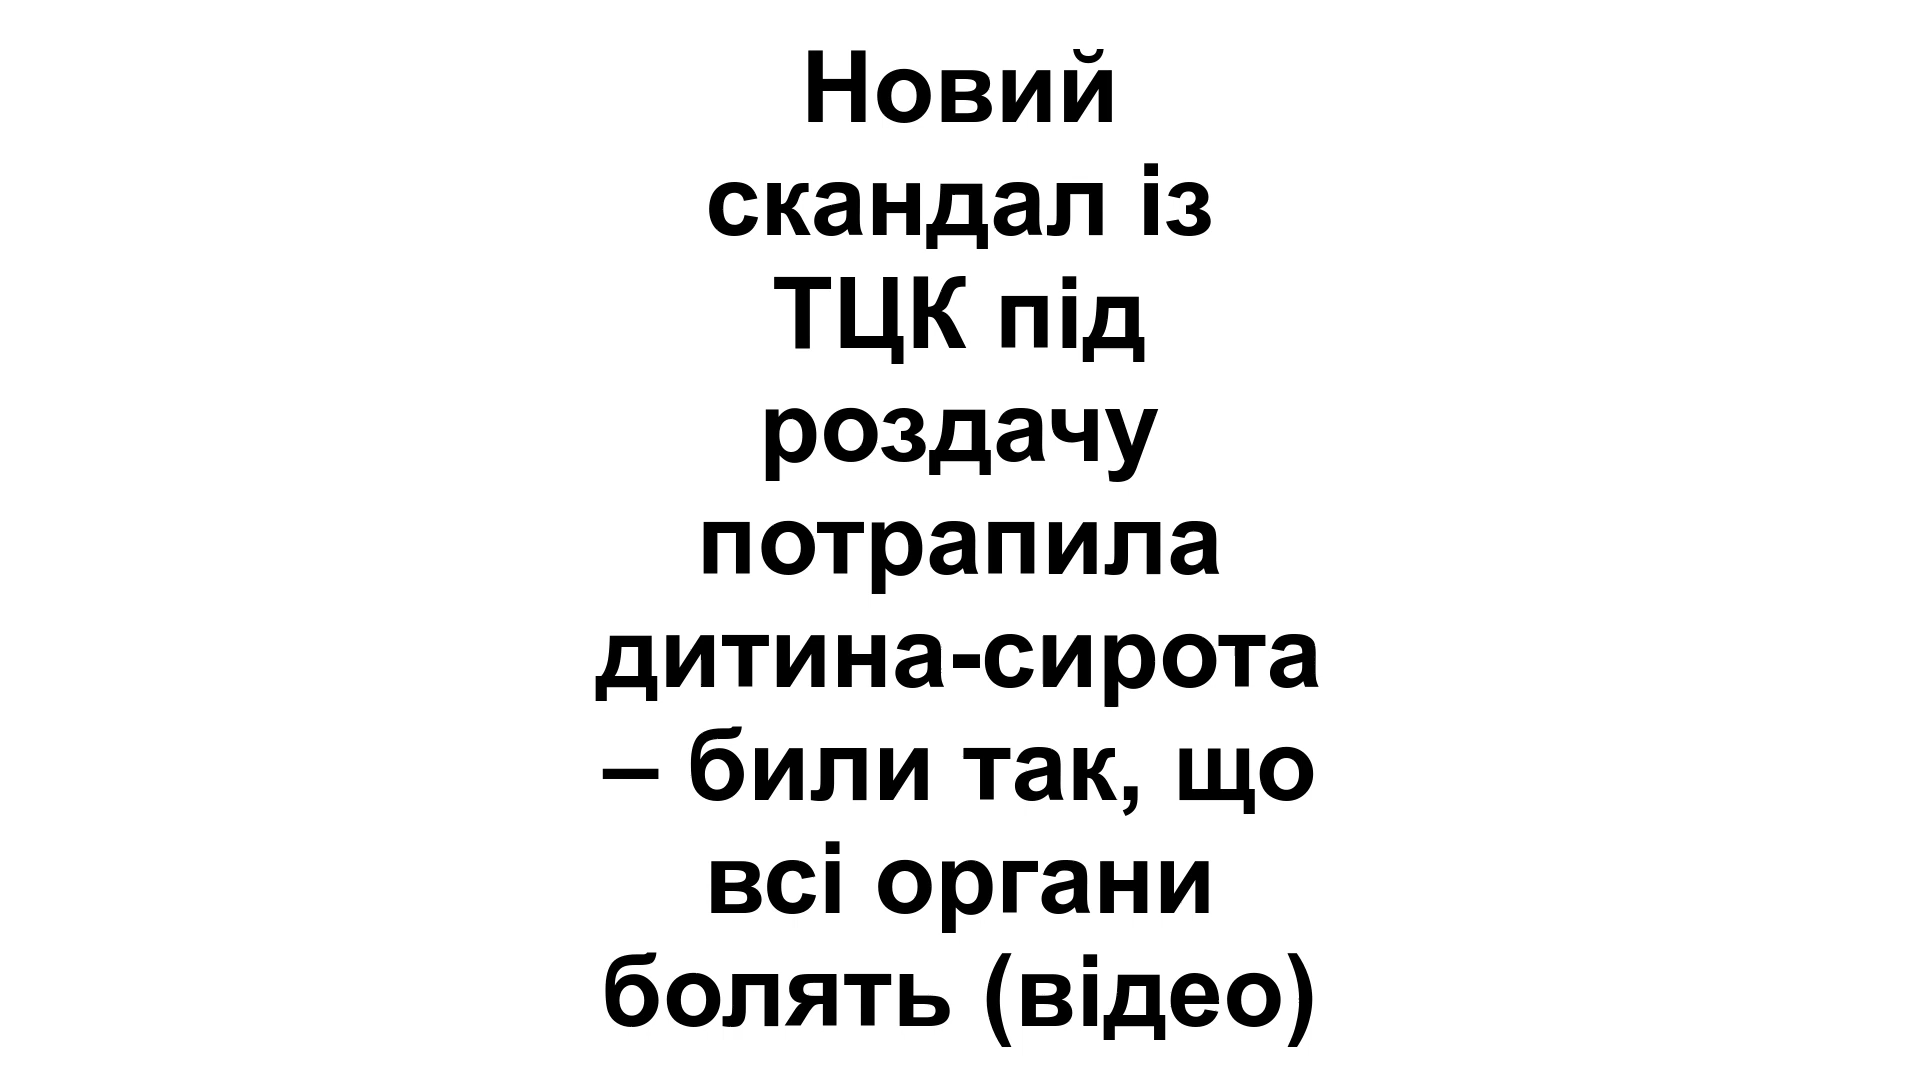 Новий
скандал із
ТЦК під
роздачу
потрапила
дитина-сирота
– били так, що
всі органи
болять (відео)